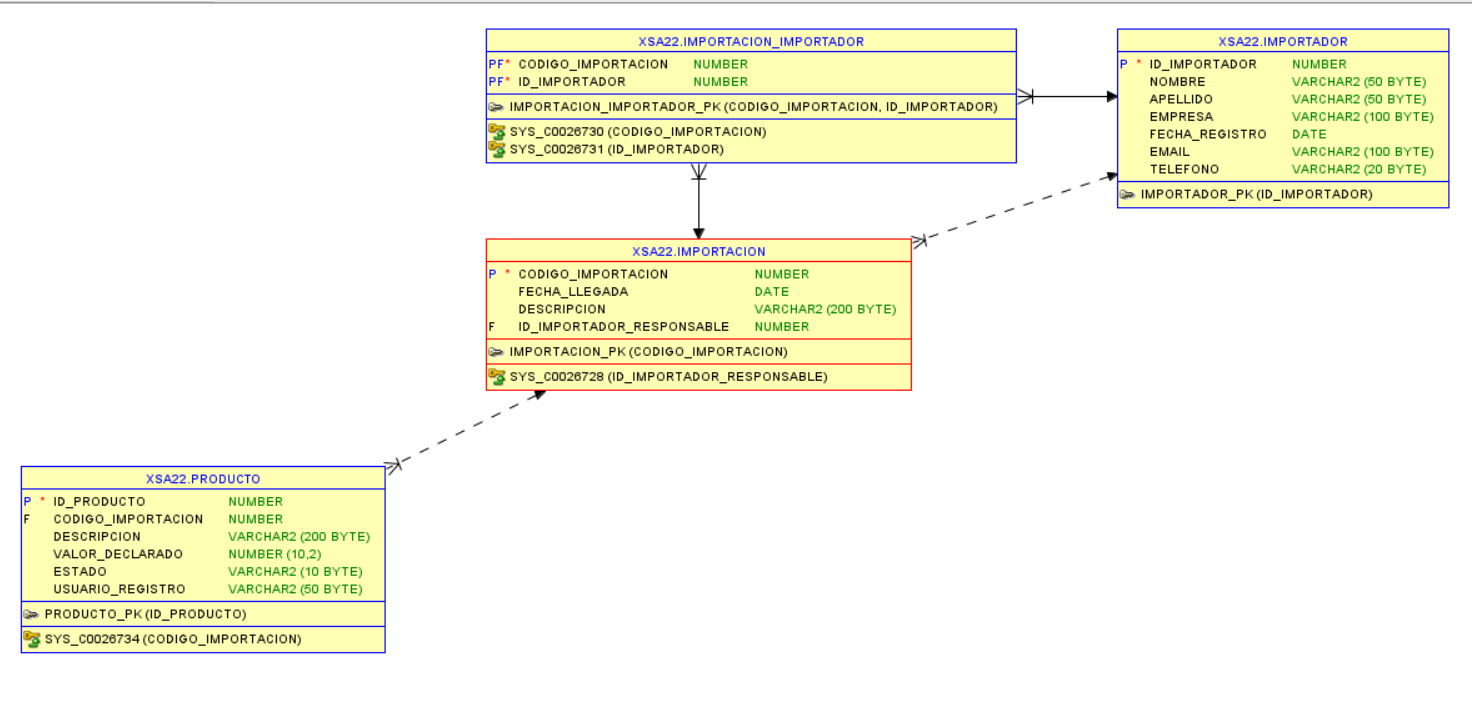 XSA22.IMPORTACION_IMPORTADOR
PF* CODIGO_IMPORTACION NUMBER
PF* ID_IMPORTADOR NUMBER
IMPORTACION_IMPORTADOR_PK (CODIGO_IMPORTACION, ID_IMPORTADOR)
SYS_C0026730 (CODIGO_IMPORTACION)
SYS_C0026731 (ID_IMPORTADOR)
XSA22.IMPORTADOR
P * ID_IMPORTADOR NUMBER
NOMBRE VARCHAR2 (50 BYTE)
APELLIDO VARCHAR2 (50 BYTE)
EMPRESA VARCHAR2 (100 BYTE)
FECHA_REGISTRO DATE
EMAIL VARCHAR2 (100 BYTE)
TELEFONO VARCHAR2 (20 BYTE)
IMPORTADOR_PK (ID_IMPORTADOR)
XSA22.IMPORTACION
P * CODIGO_IMPORTACION NUMBER
FECHA_LLEGADA DATE
DESCRIPCION VARCHAR2 (200 BYTE)
F ID_IMPORTADOR_RESPONSABLE NUMBER
IMPORTACION_PK (CODIGO_IMPORTACION)
SYS_C0026728 (ID_IMPORTADOR_RESPONSABLE)
XSA22.PRODUCTO
P * ID_PRODUCTO NUMBER
F CODIGO_IMPORTACION NUMBER
DESCRIPCION VARCHAR2 (200 BYTE)
VALOR_DECLARADO NUMBER (10,2)
ESTADO VARCHAR2 (10 BYTE)
USUARIO_REGISTRO VARCHAR2 (50 BYTE)
PRODUCTO_PK (ID_PRODUCTO)
SYS_C0026734 (CODIGO_IMPORTACION)